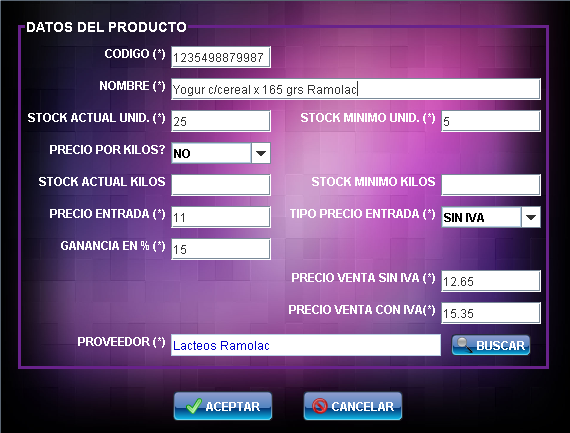 DATOS DEL PRODUCTO
CODIGO (*) 1235498879987
NOMBRE (*) Yogur c/cereal x 165 grs Ramolac
STOCK ACTUAL UNID. (*) 25 STOCK MINIMO UNID. (*) 5
PRECIO POR KILOS? NO
STOCK ACTUAL KILOS STOCK MINIMO KILOS
PRECIO ENTRADA (*) 11 TIPO PRECIO ENTRADA (*) SIN IVA
GANANCIA EN % (*) 15
PRECIO VENTA SIN IVA (*) 12.65
PRECIO VENTA CON IVA(*) 15.35
PROVEEDOR (*) Lacteos Ramolac BUSCAR
ACEPTAR CANCELAR